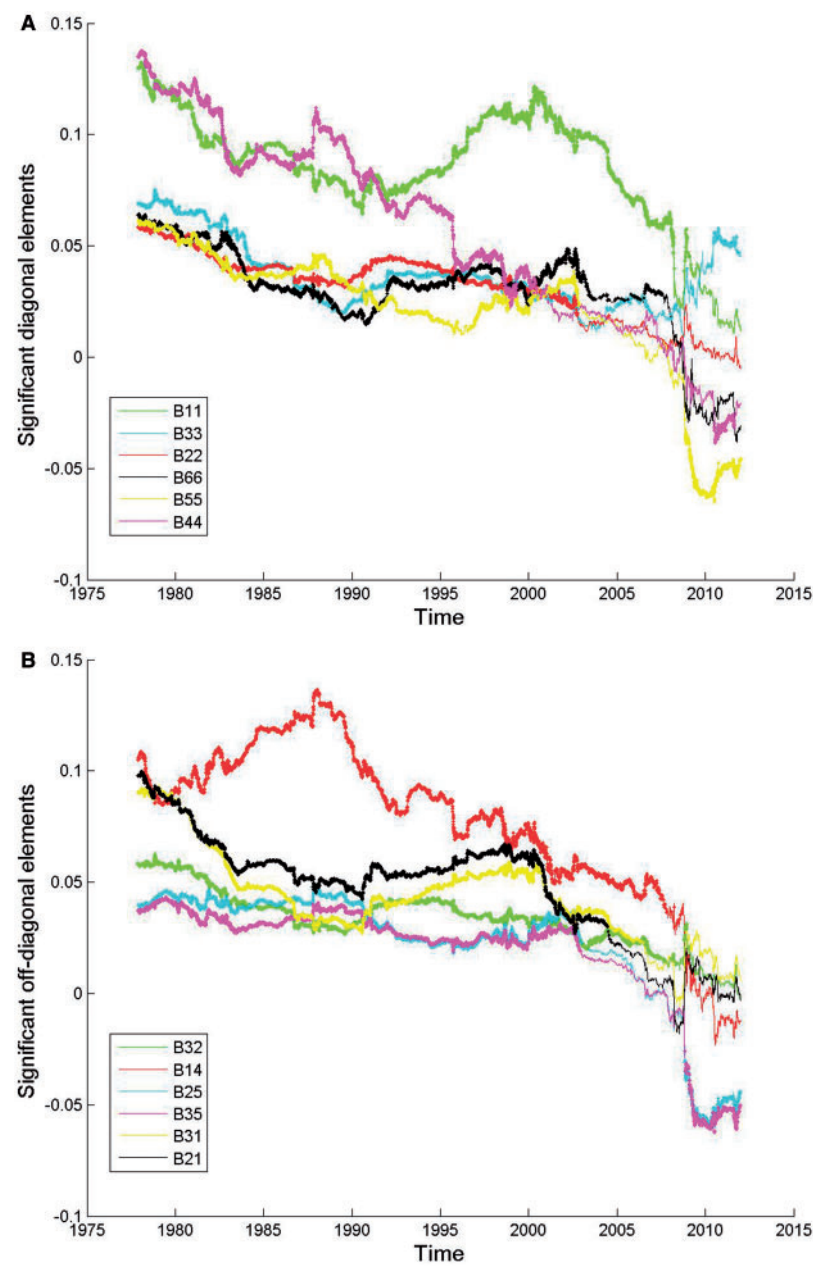 A
Significant diagonal elements
0.15
0.1
0.05
0
-0.05
-0.1
B11
B33
B22
B66
B55
B44
1975 1980 1985 1990 1995 2000 2005 2010 2015
Time
B
Significant off-diagonal elements
0.15
0.1
0.05
0
-0.05
-0.1
B32
B14
B25
B35
B31
B21
1975 1980 1985 1990 1995 2000 2005 2010 2015
Time